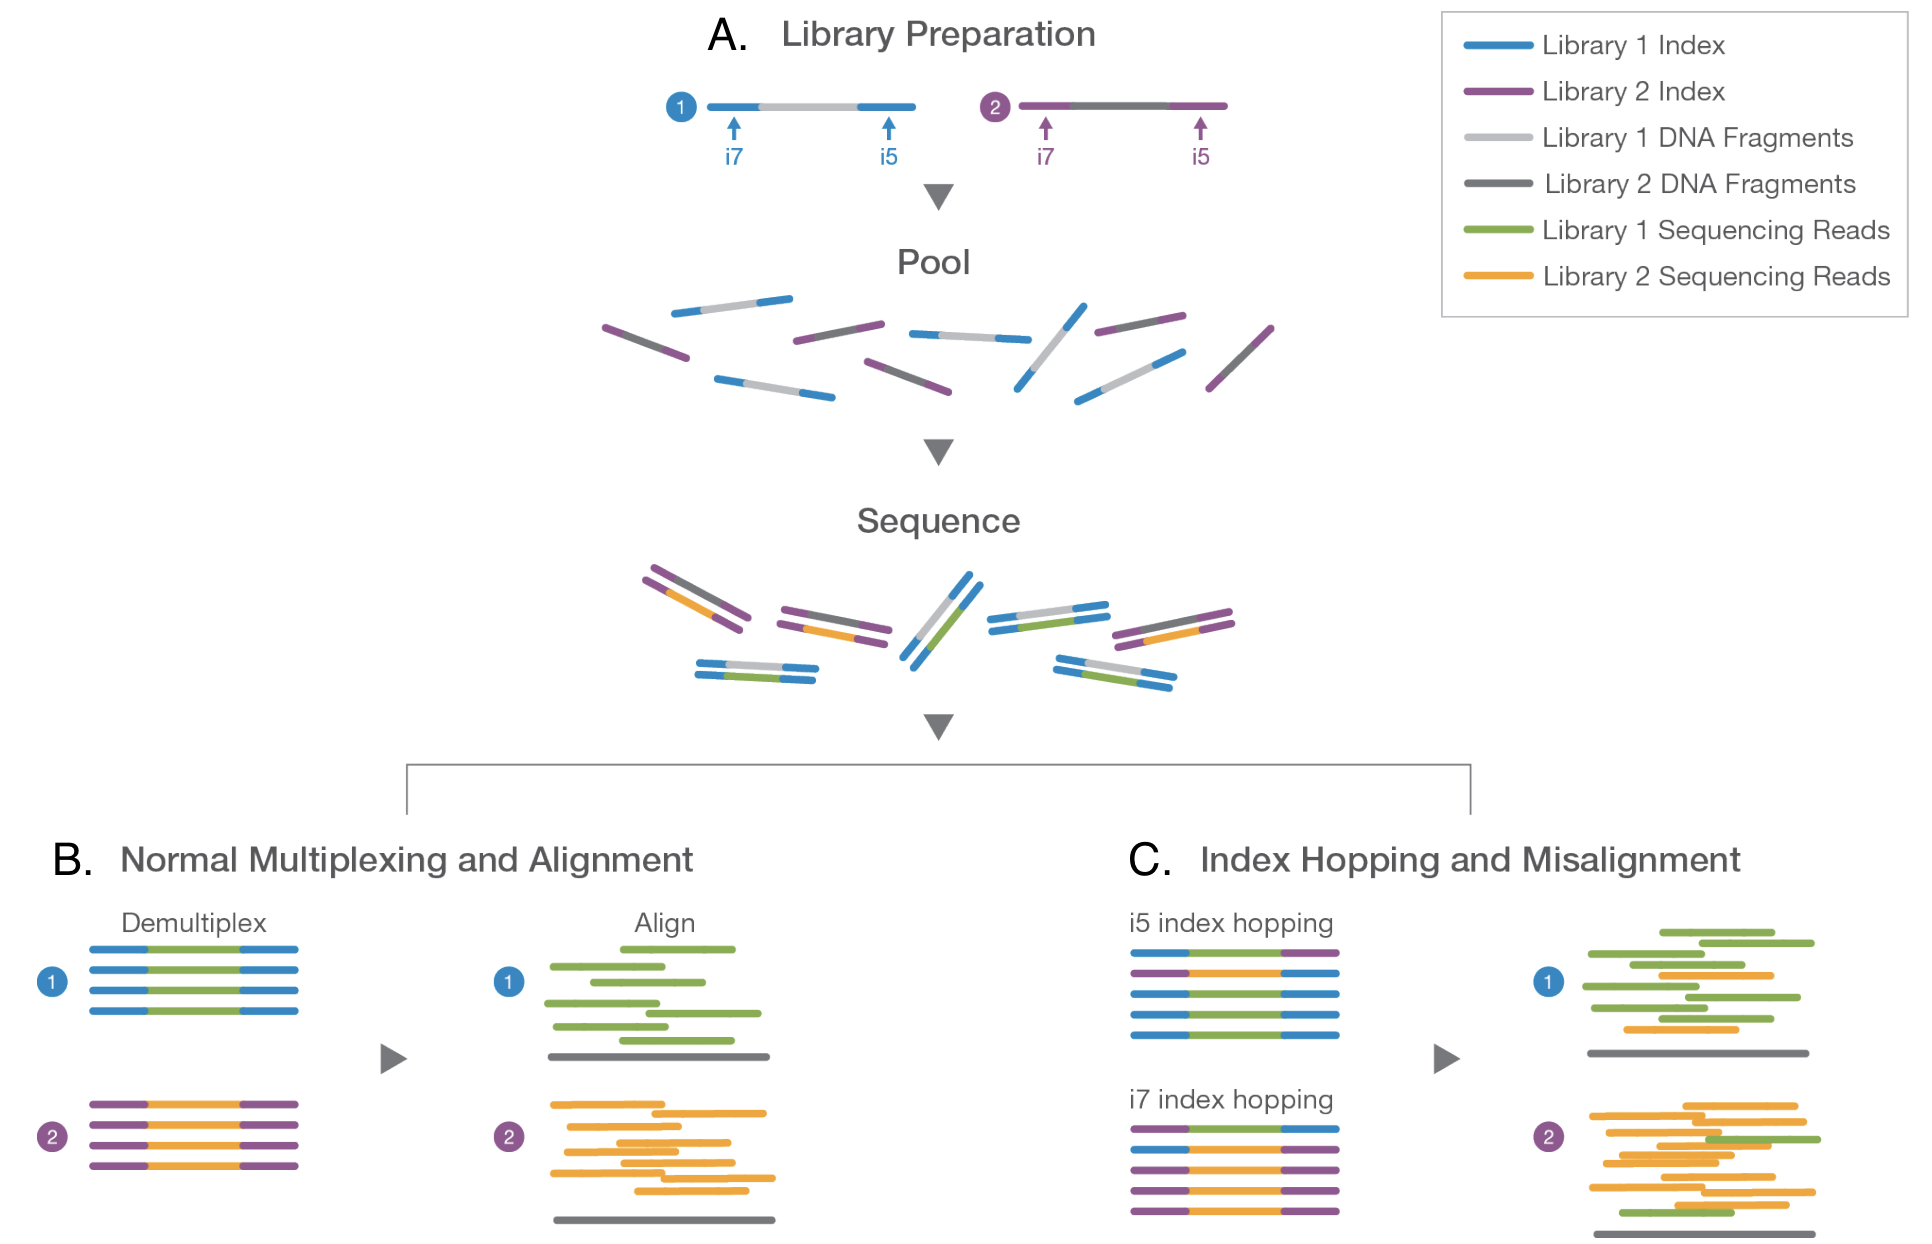 A. Library Preparation
1
i7
i5
2
i7
i5
Library 1 Index
Library 2 Index
Library 1 DNA Fragments
Library 2 DNA Fragments
Library 1 Sequencing Reads
Library 2 Sequencing Reads
Pool
Sequence
B. Normal Multiplexing and Alignment
Demultiplex
Align
1
1
2
2
C. Index Hopping and Misalignment
i5 index hopping
1
i7 index hopping
2